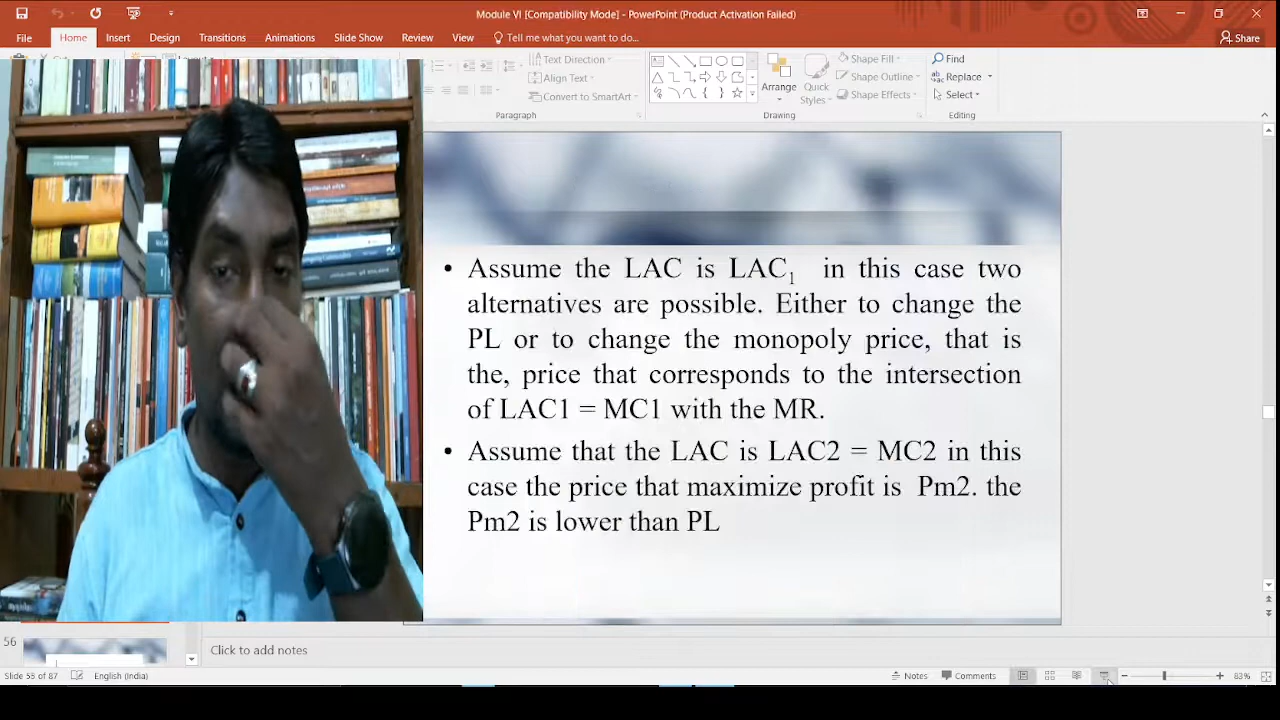 Module VI [Compatibility Mode] - PowerPoint (Product Activation Failed)
File Home Insert Design Transitions Animations Slide Show Review View Tell me what you want to do... Share
Text Direction
Align Text
Convert to SmartArt
Paragraph
Arrange
Quick Styles
Shape Fill
Shape Outline
Shape Effects
Drawing
Find
Replace
Select
Editing
• Assume the LAC is LAC1 in this case two
alternatives are possible. Either to change the
PL or to change the monopoly price, that is
the, price that corresponds to the intersection
of LAC1 = MC1 with the MR.
• Assume that the LAC is LAC2 = MC2 in this
case the price that maximize profit is Pm2. the
Pm2 is lower than PL
56
Click to add notes
Slide 55 of 87 English (India) Notes Comments 83%